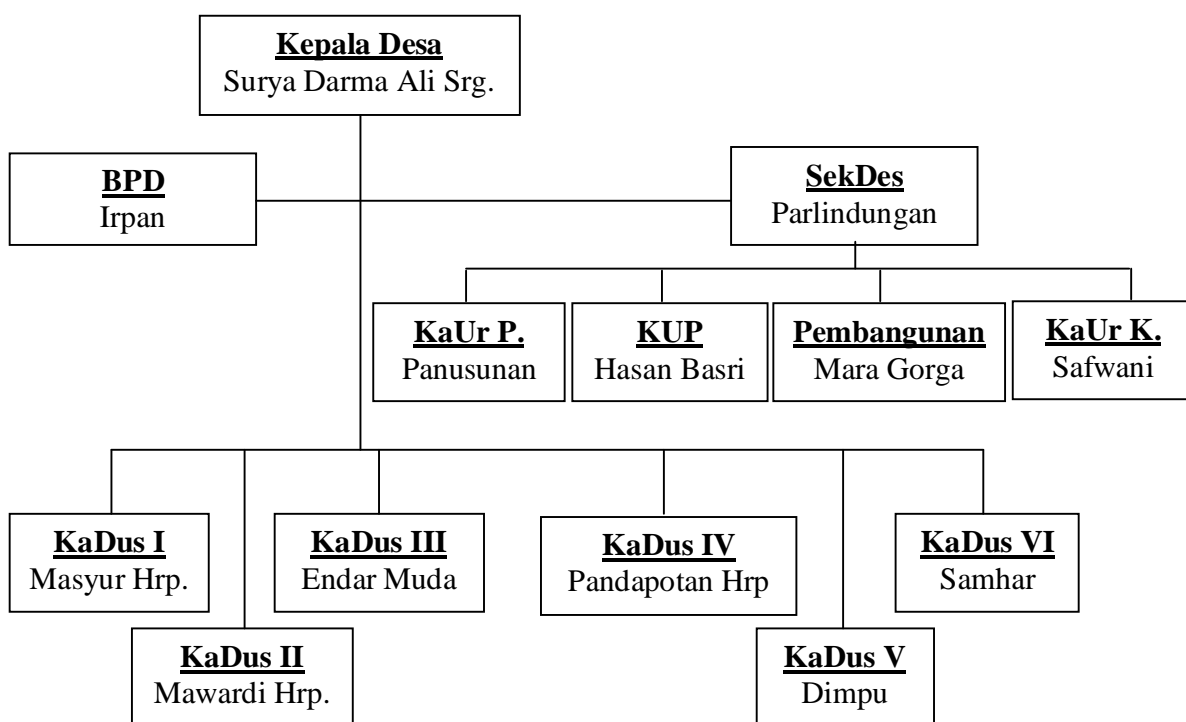 Kepala Desa
Surya Darma Ali Srg.
BPD
Irpan
SekDes
Parlindungan
KaUr P.
Panusunan
KUP
Hasan Basri
Pembangunan
Mara Gorga
KaUr K.
Safwani
KaDus I
Masyur Hrp.
KaDus II
Mawardi Hrp.
KaDus III
Endar Muda
KaDus IV
Pandapotan Hrp
KaDus V
Dimpu
KaDus VI
Samhar